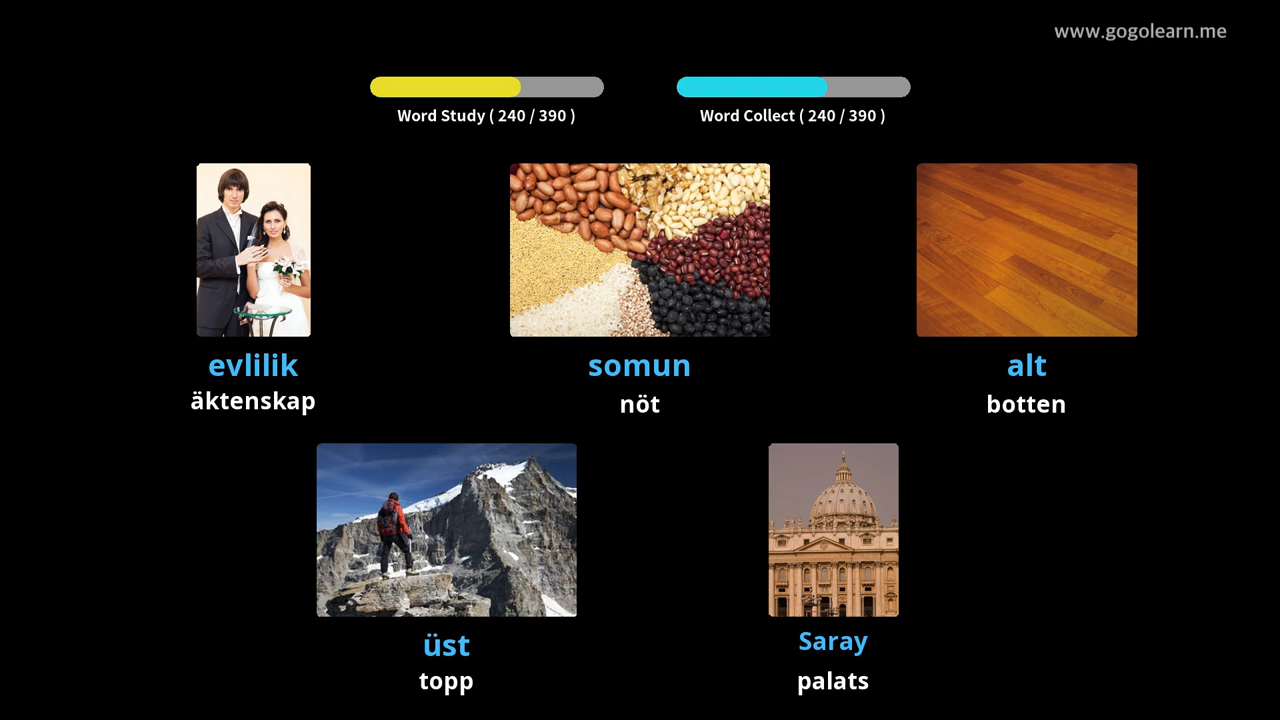 www.gogolearn.me
Word Study ( 240 / 390 )
Word Collect ( 240 / 390 )
evlilik
äktenskap
somun
nöt
alt
botten
üst
topp
Saray
palats